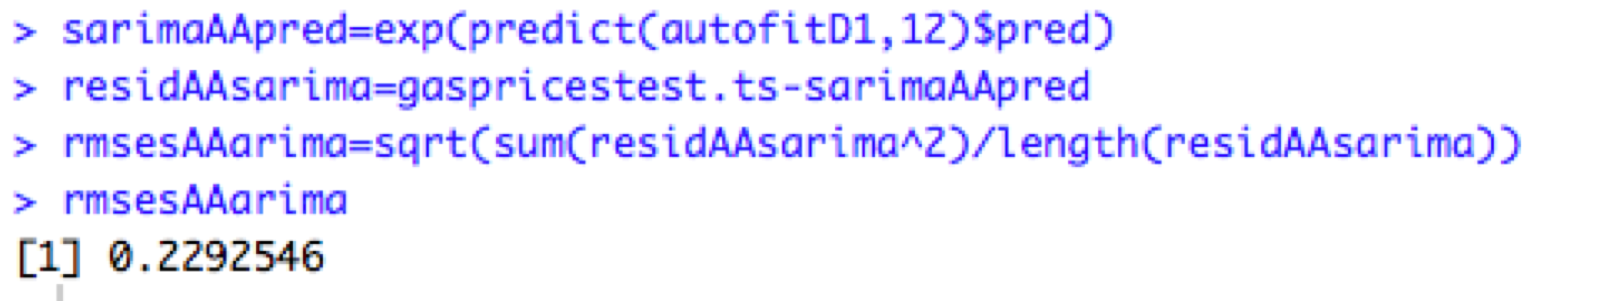 > sarimaAApred=exp(predict(autofitD1,12)$pred)
> residAAsarima=gaspricestest.ts-sarimaAApred
> rmsesAAarima=sqrt(sum(residAAsarima^2)/length(residAAsarima))
> rmsesAAarima
[1] 0.2292546